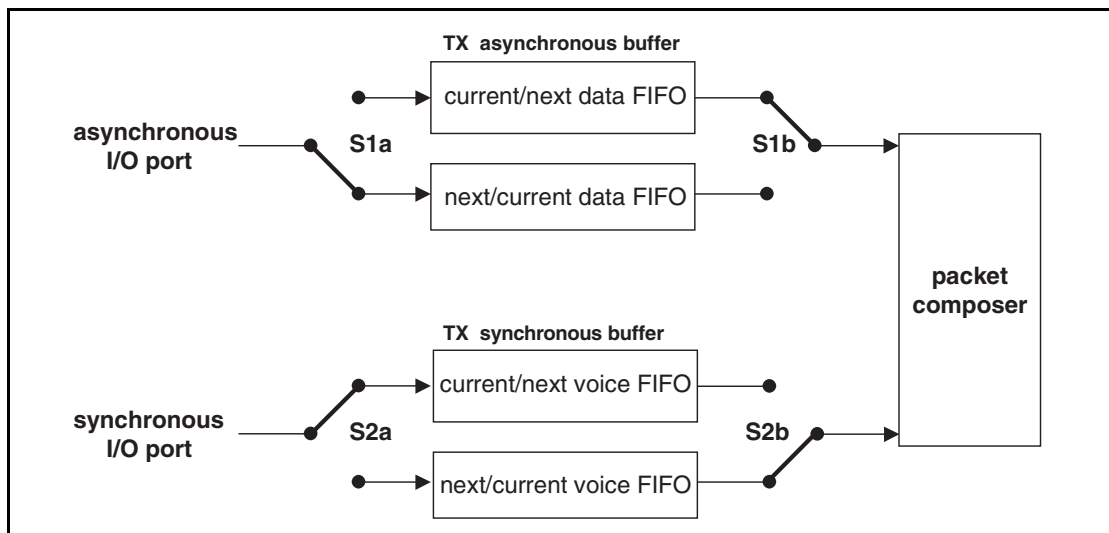 TX asynchronous buffer
current/next data FIFO
asynchronous
I/O port
S1a
S1b
next/current data FIFO
packet
composer
TX synchronous buffer
current/next voice FIFO
synchronous
I/O port
S2a
S2b
next/current voice FIFO